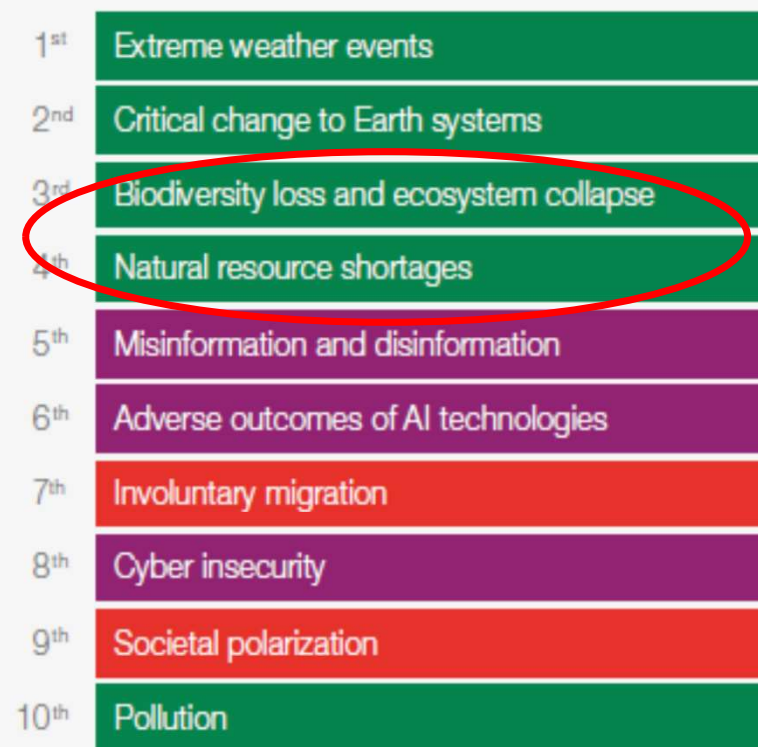 1st Extreme weather events
2nd Critical change to Earth systems
3rd Biodiversity loss and ecosystem collapse
4th Natural resource shortages
5th Misinformation and disinformation
6th Adverse outcomes of AI technologies
7th Involuntary migration
8th Cyber insecurity
9th Societal polarization
10th Pollution